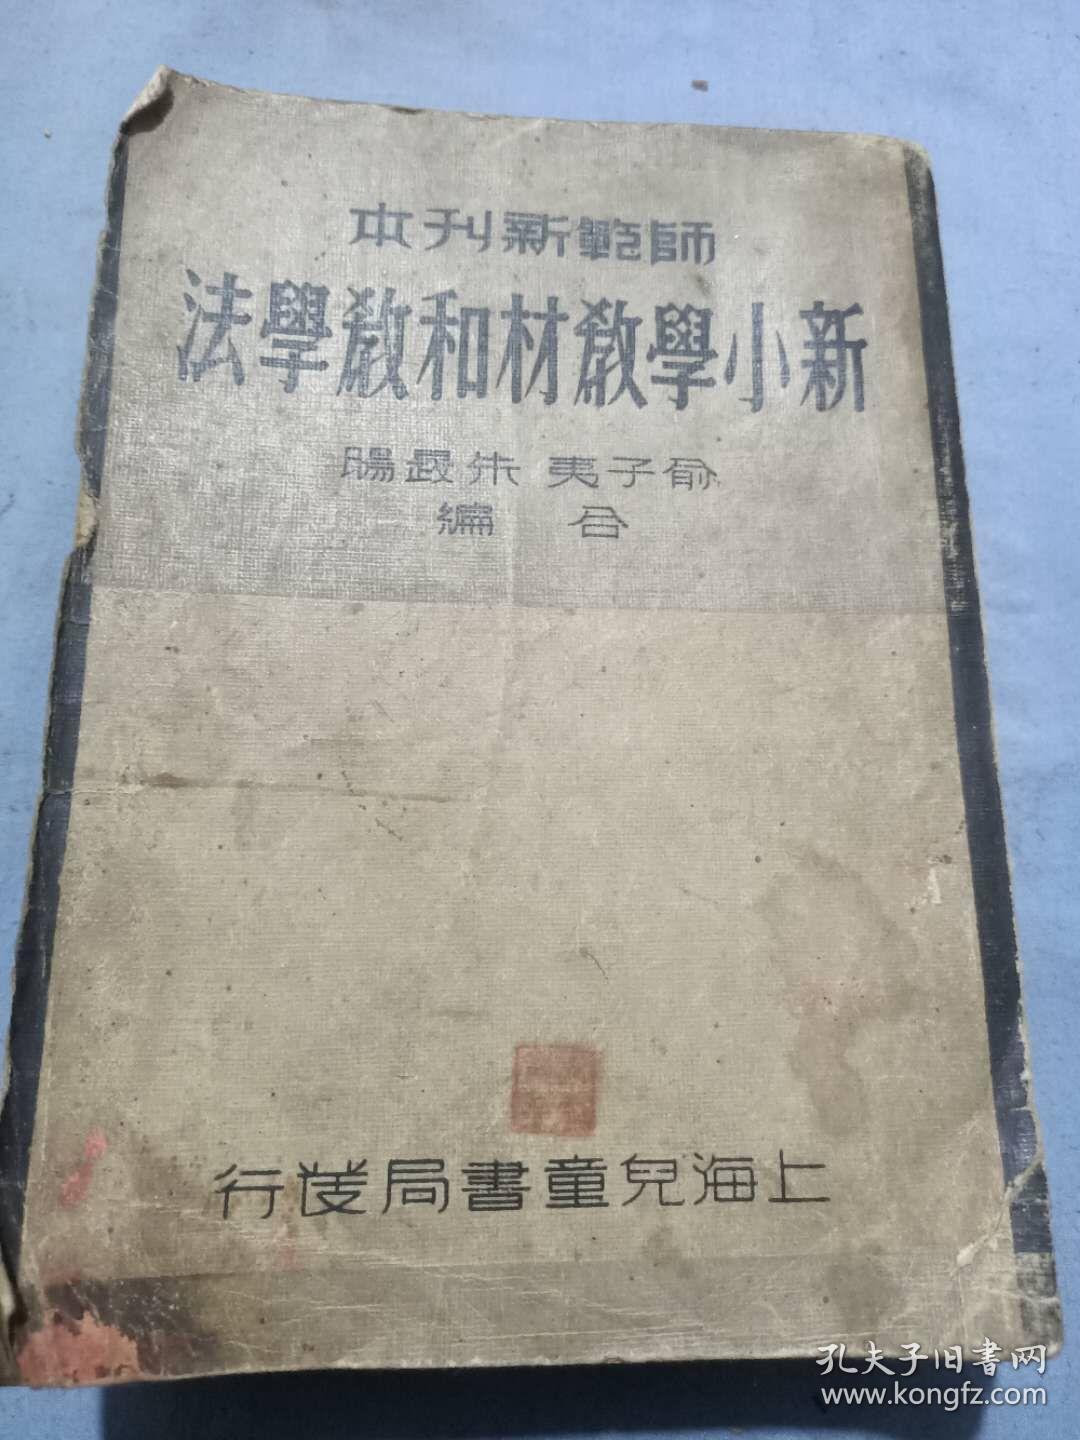 師範新刊本
新小學教材和教學法
俞子夷 朱晸暘
合編
上海兒童書局發行
孔夫子旧書网
www.kongfz.com